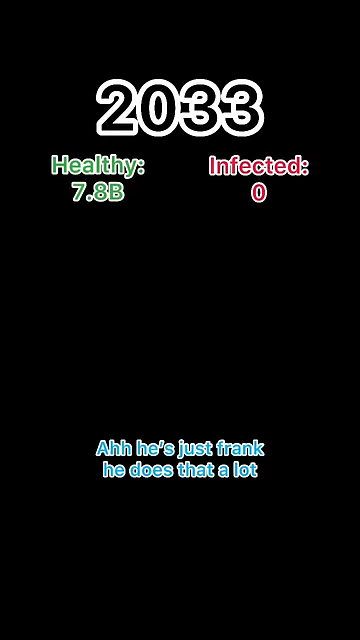 2033
Healthy: Infected:
7.8B 0
Ahh he's just frank
he does that a lot